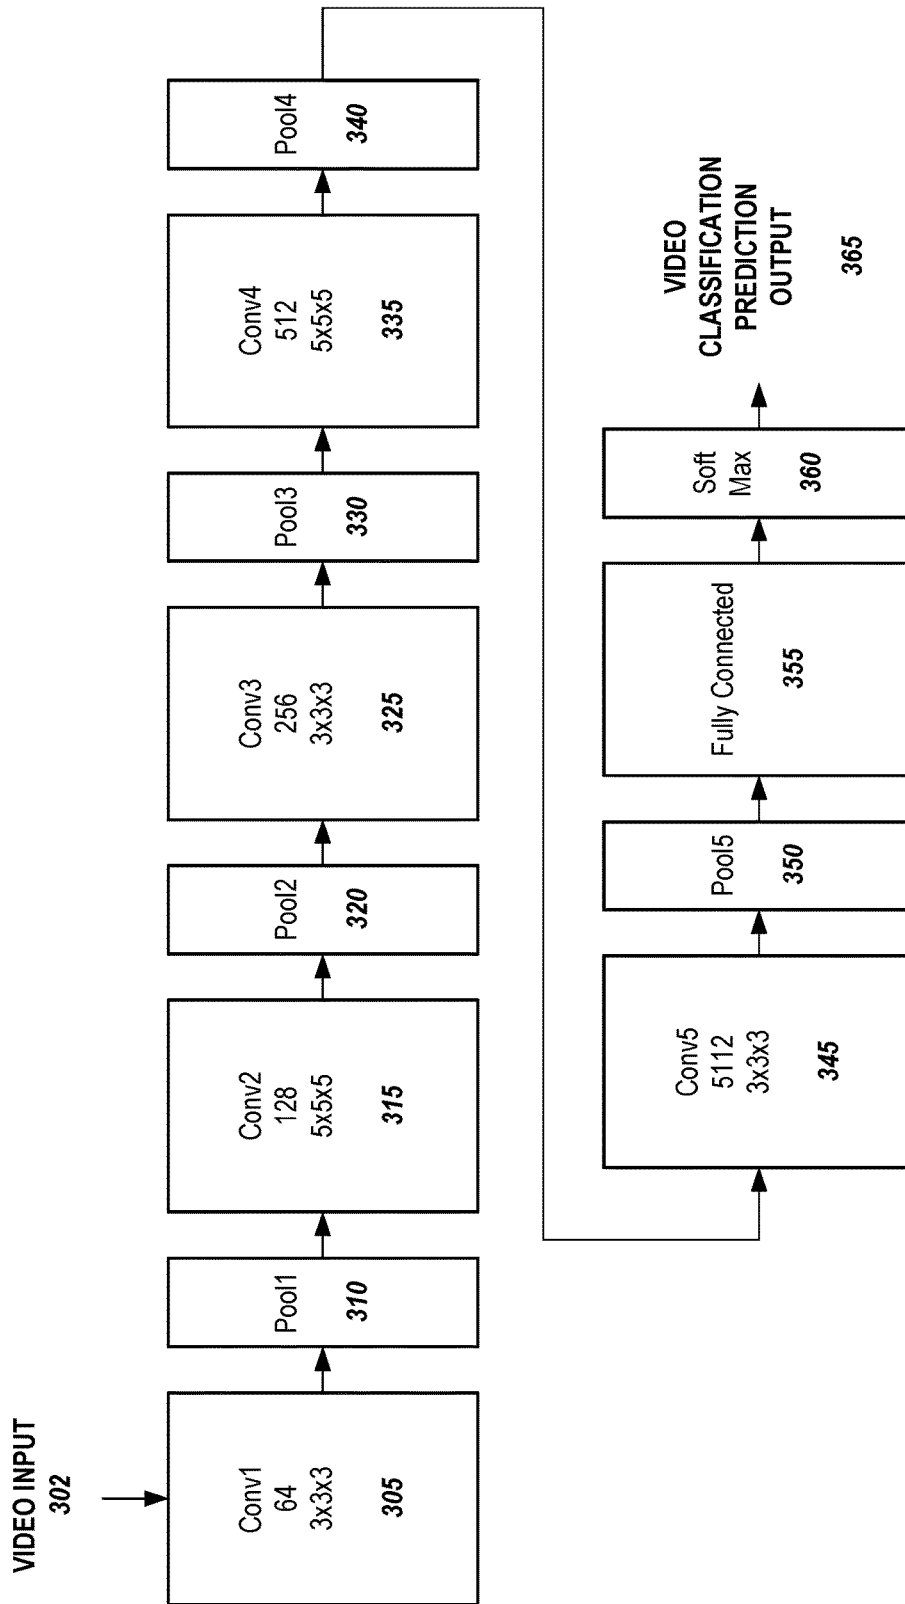 VIDEO INPUT
302
Conv1
64
3x3x3
305
Pool1
310
Conv2
128
5x5x5
315
Pool2
320
Conv3
256
3x3x3
325
Pool3
330
Conv4
512
5x5x5
335
Pool4
340
Conv5
5112
3x3x3
345
Pool5
350
Fully Connected
355
Soft
Max
360
VIDEO
CLASSIFICATION
PREDICTION
OUTPUT
365